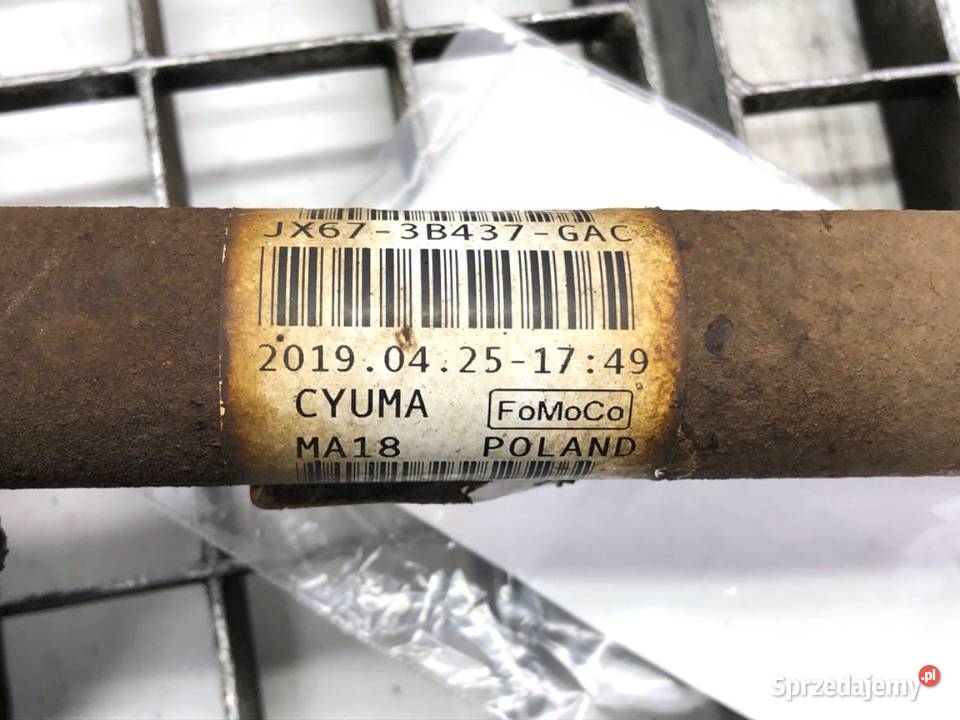 JX67-3B437-GAC
2019.04.25-17:49
CYUMA FoMoCo
MA18 POLAND
Sprzedajemy.pl